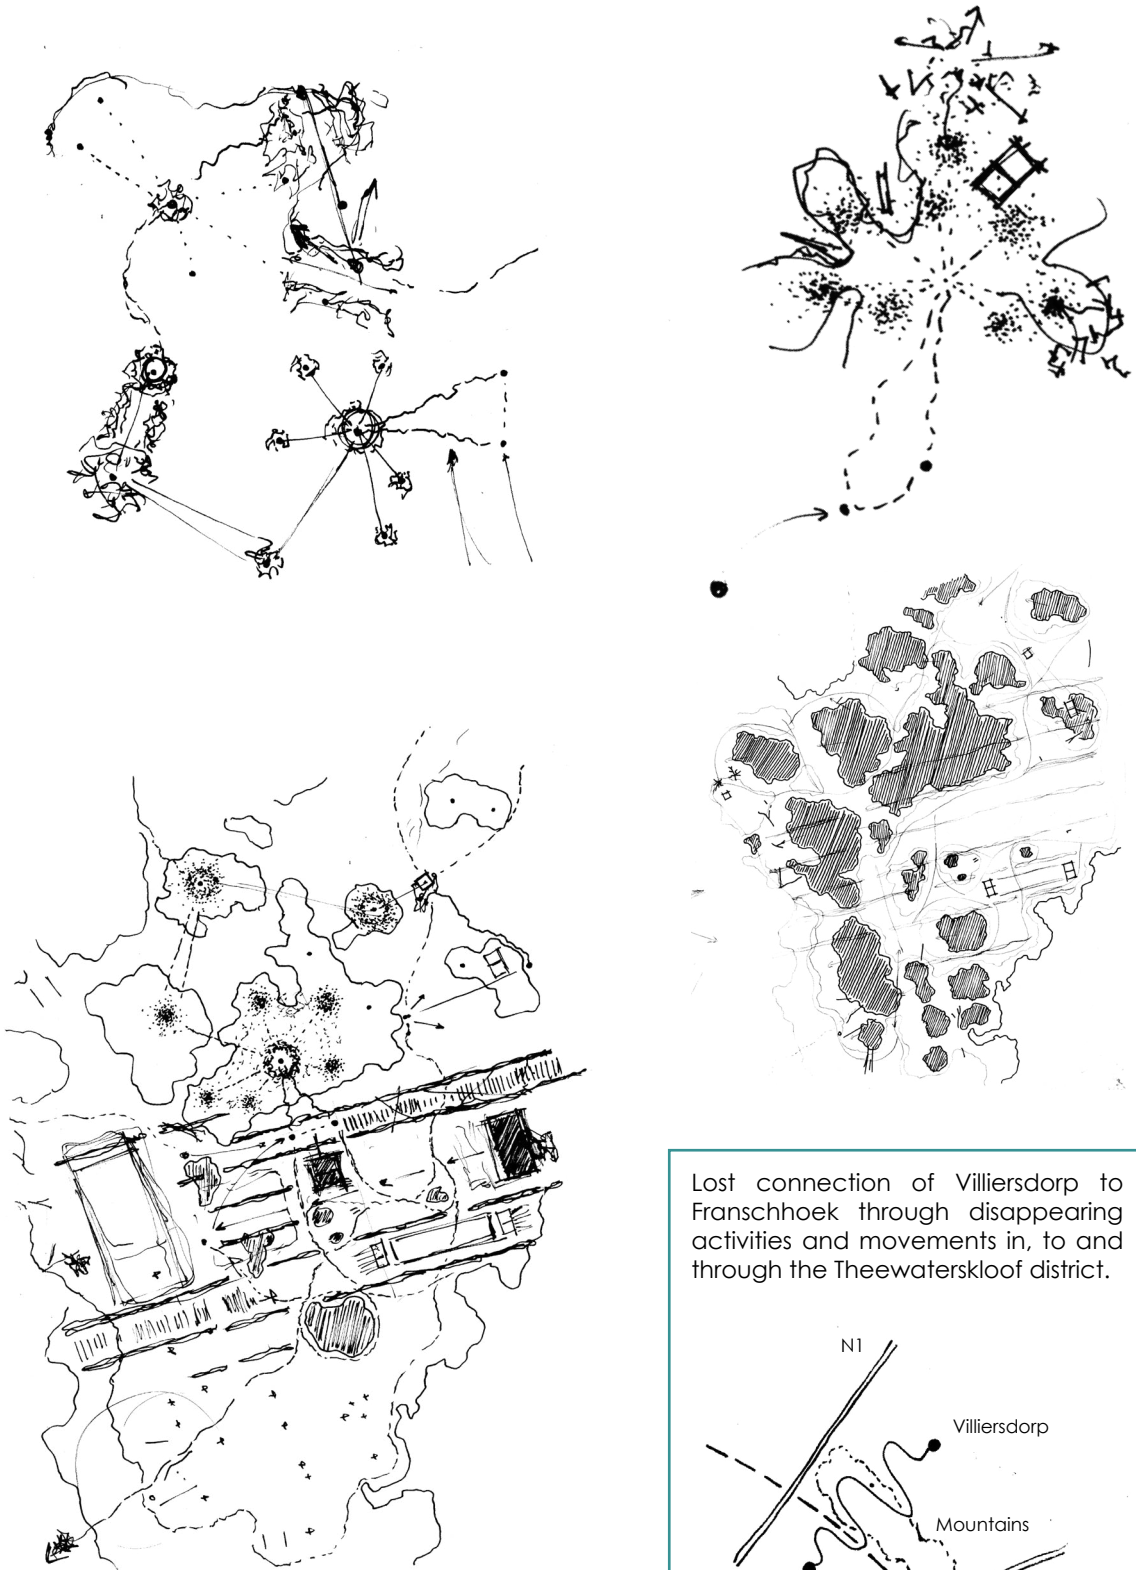 Lost connection of Villiersdorp to
Franschhoek through disappearing
activities and movements in, to and
through the Theewaterskloof district.
N1
Villiersdorp
Mountains